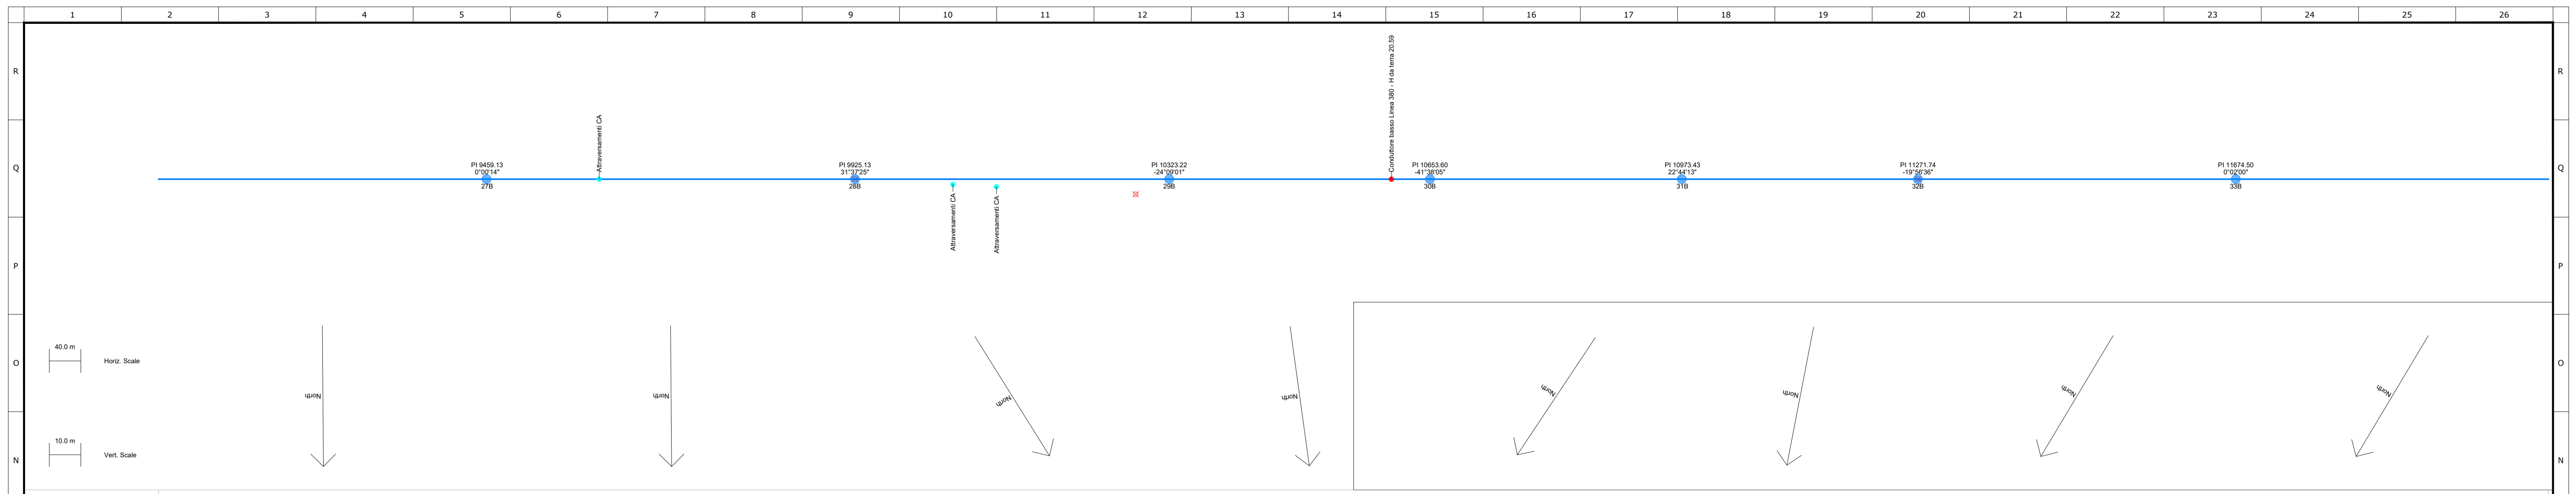 1 2 3 4 5 6 7 8 9 10 11 12 13 14 15 16 17 18 19 20 21 22 23 24 25 26
R
R
Conduttore basso Linea 380 - H da terra 20.59
Attraversamenti CA
Q
Q
PI 9459.13
0°00'14"
27B
PI 9925.13
31°37'25"
28B
PI 10323.22
-24°09'01"
29B
PI 10653.60
-41°38'05"
30B
PI 10973.43
22°44'13"
31B
PI 11271.74
-19°56'36"
32B
PI 11674.50
0°02'00"
33B
Attraversamenti CA
Attraversamenti CA
P
P
40.0 m
Horiz. Scale
O
O
North
North
North
North
North
North
North
North
10.0 m
Vert. Scale
N
N